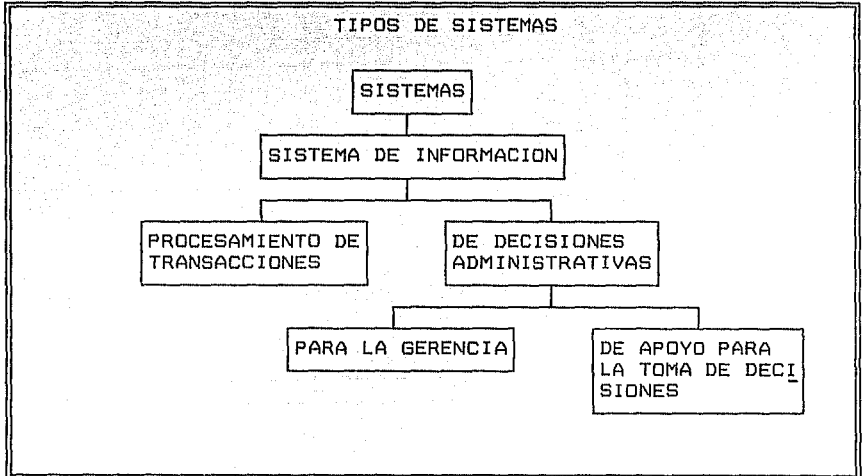 TIPOS DE SISTEMAS
SISTEMAS
SISTEMA DE INFORMACION
PROCESAMIENTO DE
TRANSACCIONES
DE DECISIONES
ADMINISTRATIVAS
PARA LA GERENCIA
DE APOYO PARA
LA TOMA DE DECI
SIONES